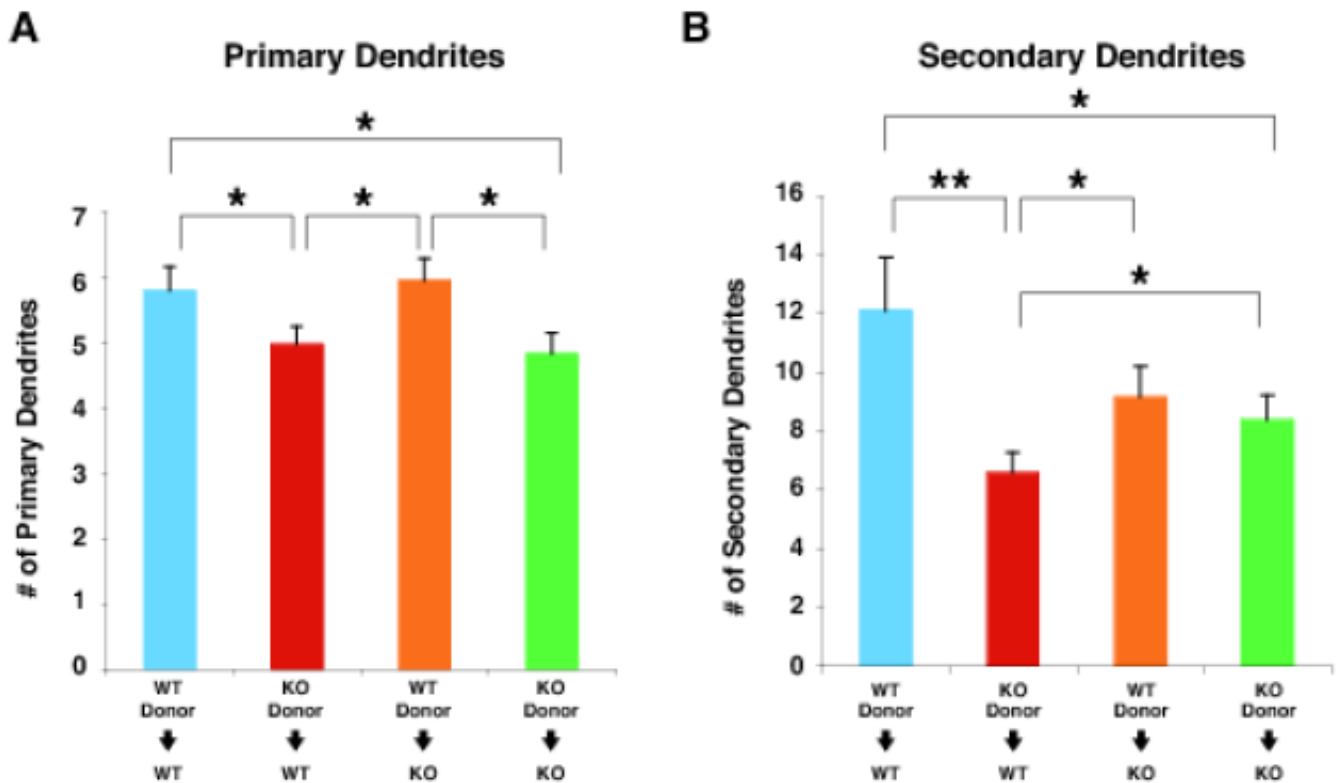 A
Primary Dendrites
*
* * *
# of Primary Dendrites
7
6
5
4
3
2
1
0
WT KO WT KO
Donor Donor Donor Donor
WT WT KO KO
B
Secondary Dendrites
*
** *
*
# of Secondary Dendrites
16
14
12
10
8
6
4
2
0
WT KO WT KO
Donor Donor Donor Donor
WT WT KO KO